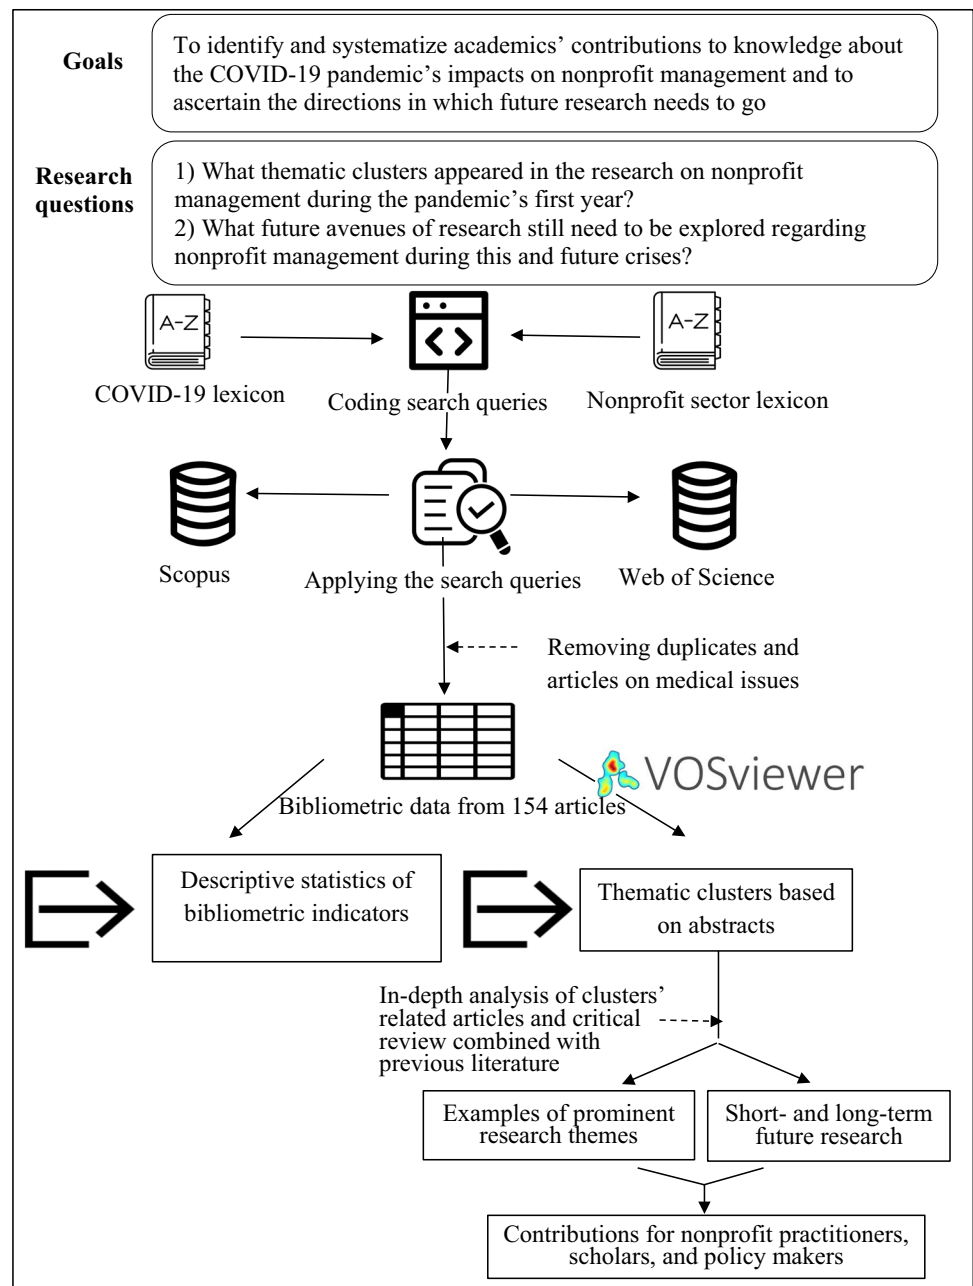 Goals
To identify and systematize academics’ contributions to knowledge about
the COVID-19 pandemic’s impacts on nonprofit management and to
ascertain the directions in which future research needs to go
Research
questions
1) What thematic clusters appeared in the research on nonprofit
management during the pandemic’s first year?
2) What future avenues of research still need to be explored regarding
nonprofit management during this and future crises?
A-Z
A-Z
COVID-19 lexicon
Coding search queries
Nonprofit sector lexicon
Scopus
Applying the search queries
Web of Science
Removing duplicates and
articles on medical issues
VOSviewer
Bibliometric data from 154 articles
Descriptive statistics of
bibliometric indicators
Thematic clusters based
on abstracts
In-depth analysis of clusters’
related articles and critical
review combined with
previous literature
Examples of prominent
research themes
Short- and long-term
future research
Contributions for nonprofit practitioners,
scholars, and policy makers